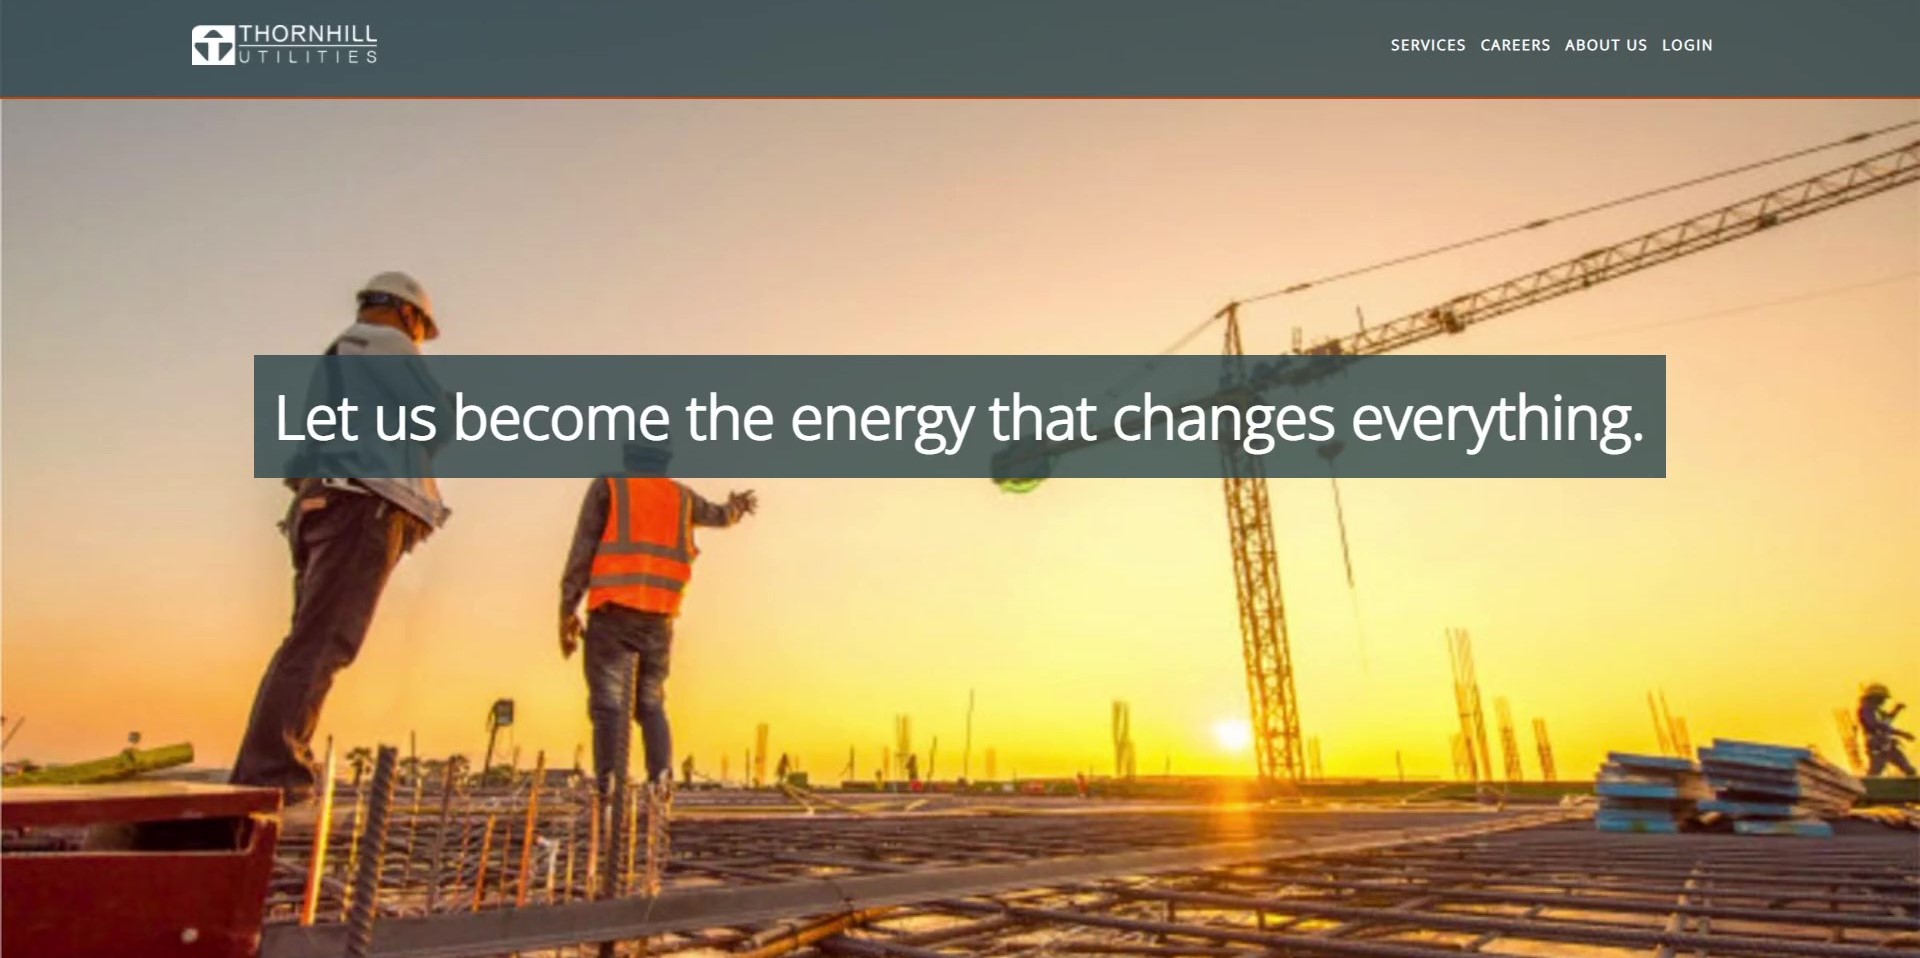 THORNHILL
UTILITIES
SERVICES CAREERS ABOUT US LOGIN
Let us become the energy that changes everything.